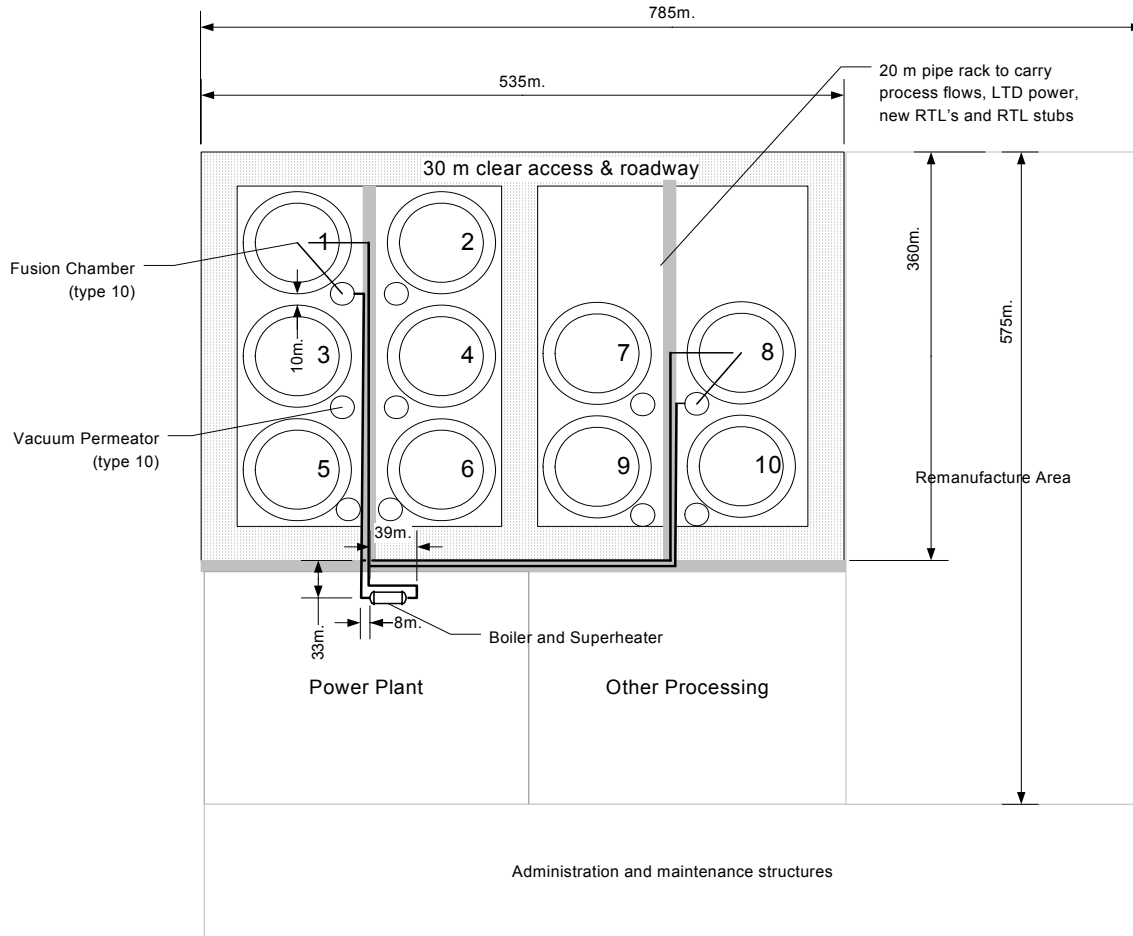 785m.
535m.
20 m pipe rack to carry
process flows, LTD power,
new RTL's and RTL stubs
30 m clear access & roadway
1
2
Fusion Chamber
(type 10)
360m.
575m.
10m.
3
4
7
8
Vacuum Permeator
(type 10)
5
6
9
10
Remanufacture Area
39m.
33m.
8m.
Boiler and Superheater
Power Plant
Other Processing
Administration and maintenance structures